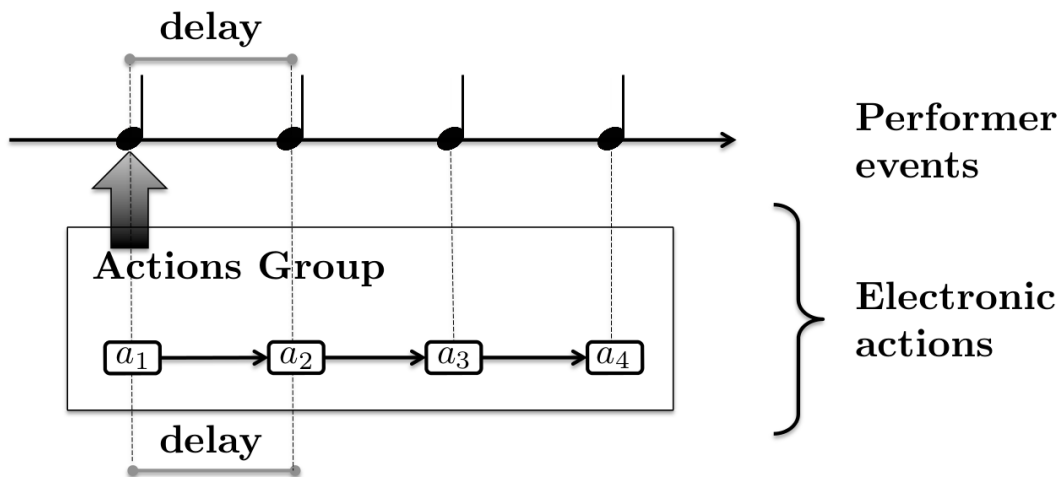 delay
Performer
events
Actions Group
a₁ a₂ a₃ a₄
Electronic
actions
delay